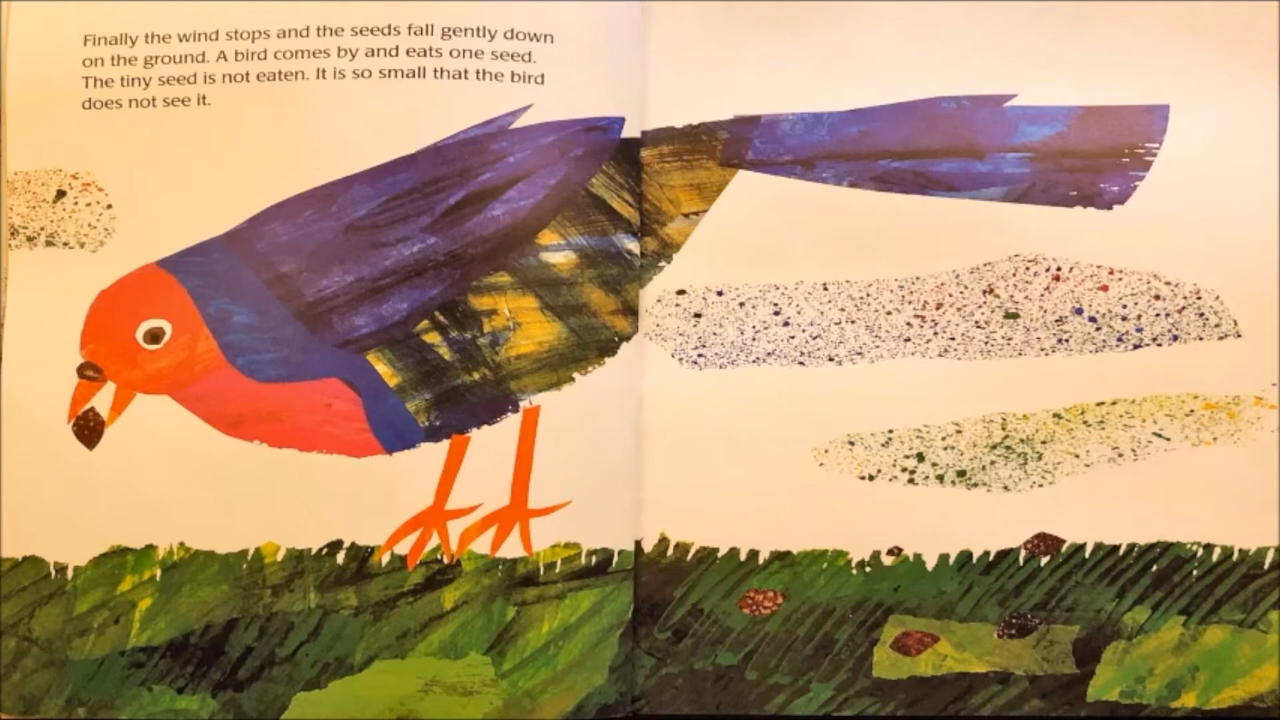 Finally the wind stops and the seeds fall gently down
on the ground. A bird comes by and eats one seed.
The tiny seed is not eaten. It is so small that the bird
does not see it.